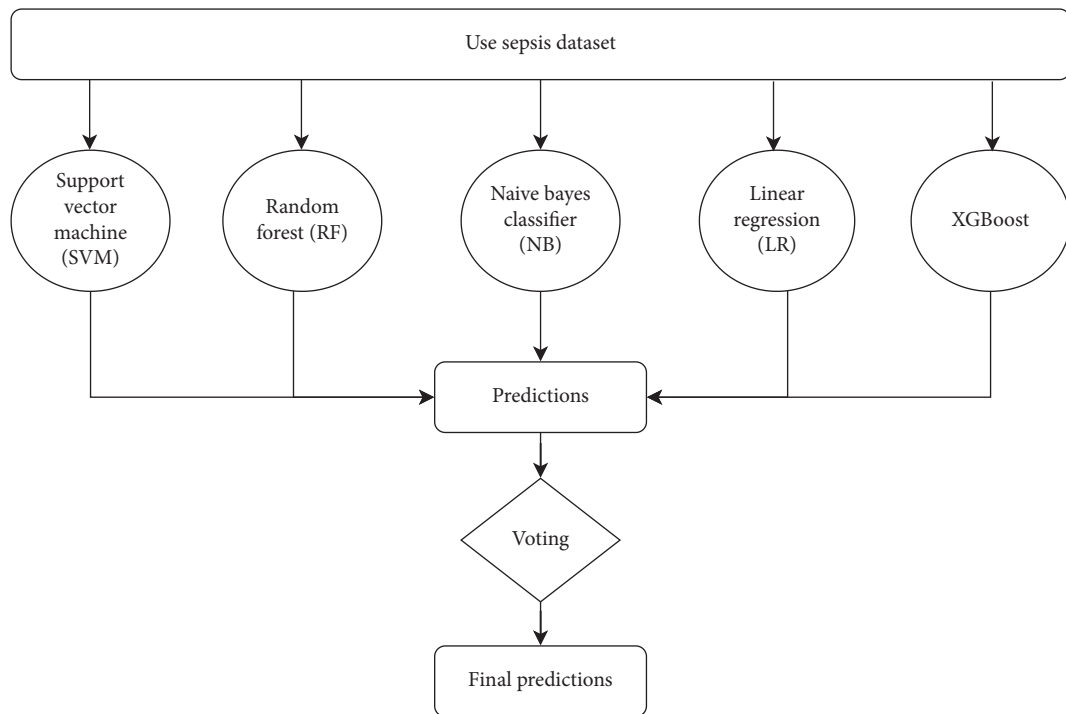 Use sepsis dataset
Support
vector
machine
(SVM)
Random
forest (RF)
Naive bayes
classifier
(NB)
Linear
regression
(LR)
XGBoost
Predictions
Voting
Final predictions